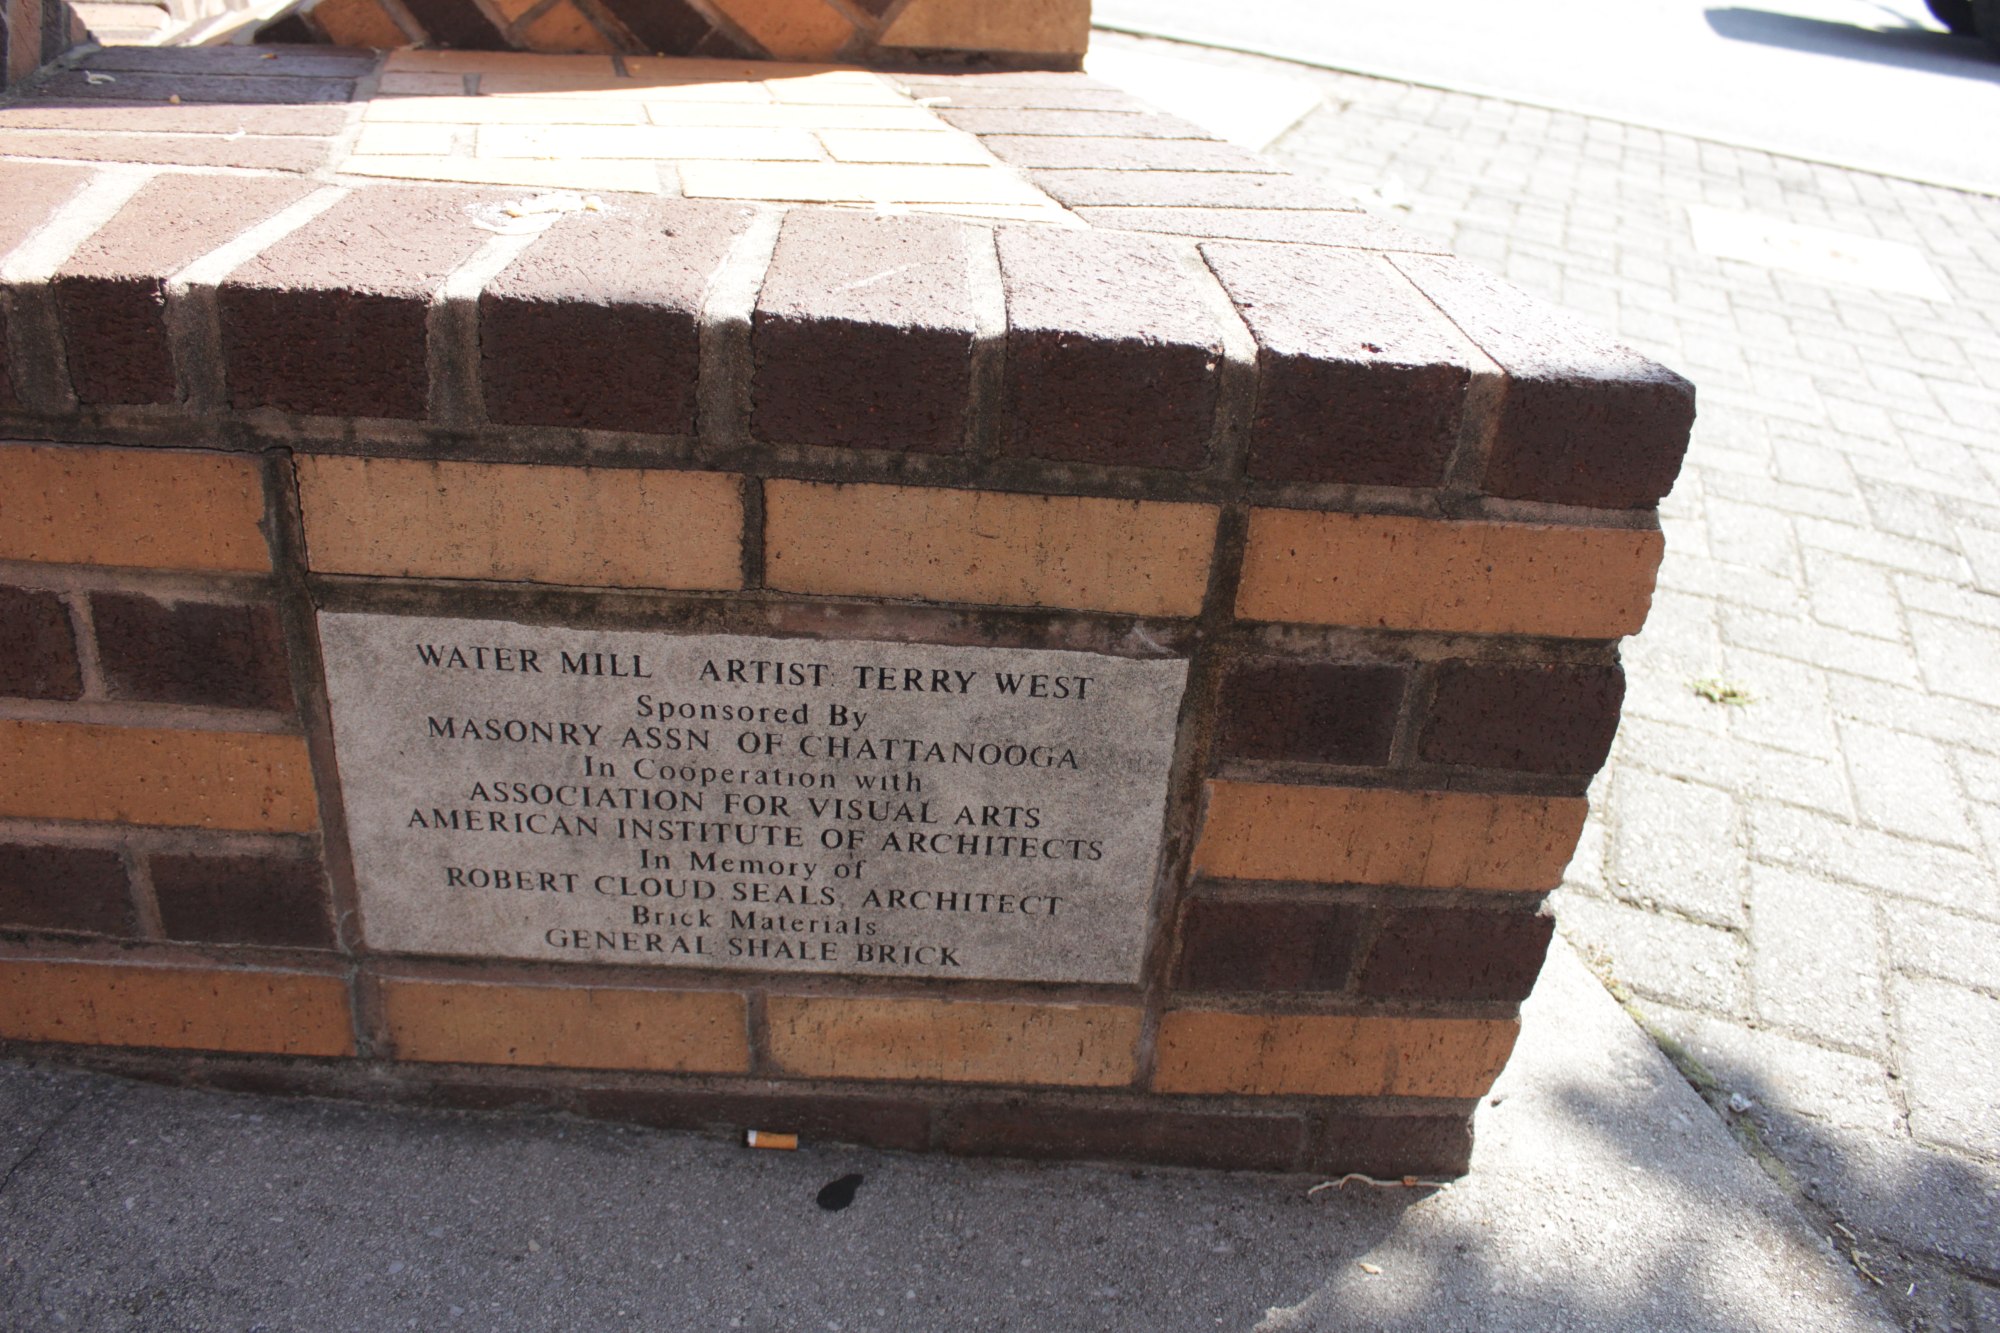 WATER MILL ARTIST: TERRY WEST
Sponsored By
MASONRY ASSN OF CHATTANOOGA
In Cooperation with
ASSOCIATION FOR VISUAL ARTS
AMERICAN INSTITUTE OF ARCHITECTS
In Memory of
ROBERT CLOUD SEALS, ARCHITECT
Brick Materials
GENERAL SHALE BRICK